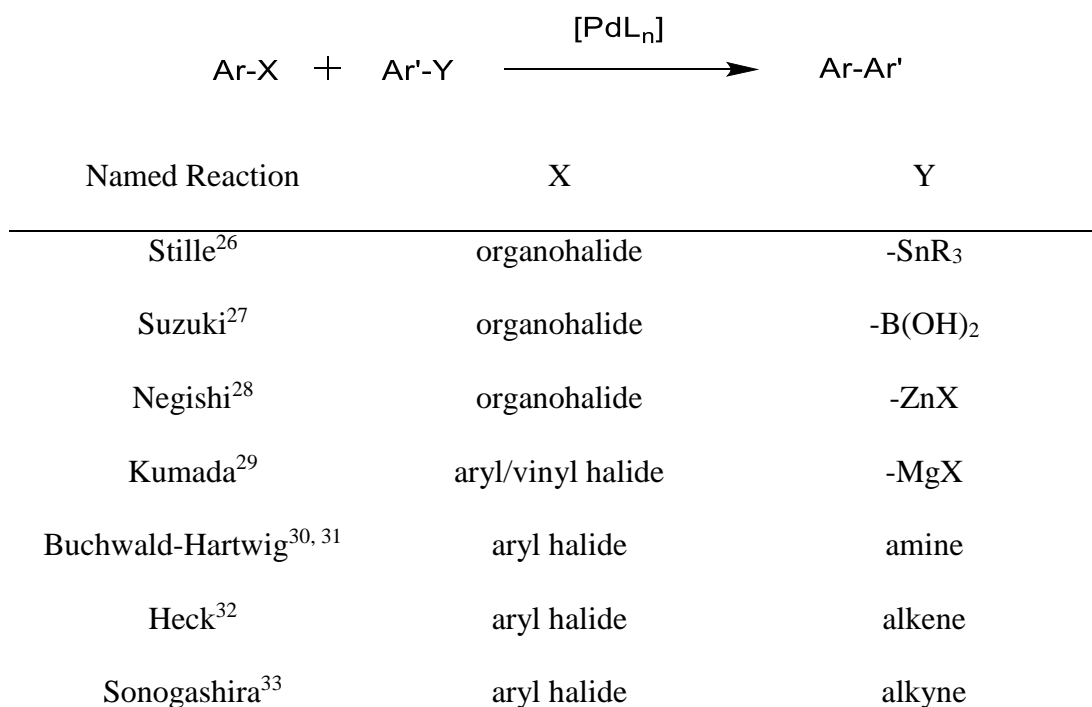 [PdLₙ]
Ar-X + Ar'-Y Ar-Ar'
Named Reaction X Y
Stille²⁶ organohalide -SnR₃
Suzuki²⁷ organohalide -B(OH)₂
Negishi²⁸ organohalide -ZnX
Kumada²⁹ aryl/vinyl halide -MgX
Buchwald-Hartwig³⁰, ³¹ aryl halide amine
Heck³² aryl halide alkene
Sonogashira³³ aryl halide alkyne